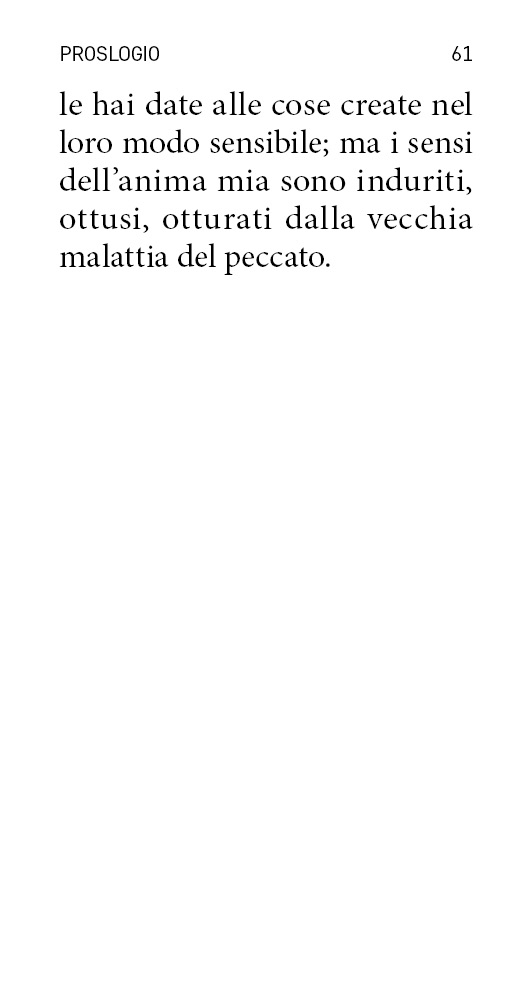 PROSLOGIO 61
le hai date alle cose create nel
loro modo sensibile; ma i sensi
dell’anima mia sono induriti,
ottusi, otturati dalla vecchia
malattia del peccato.